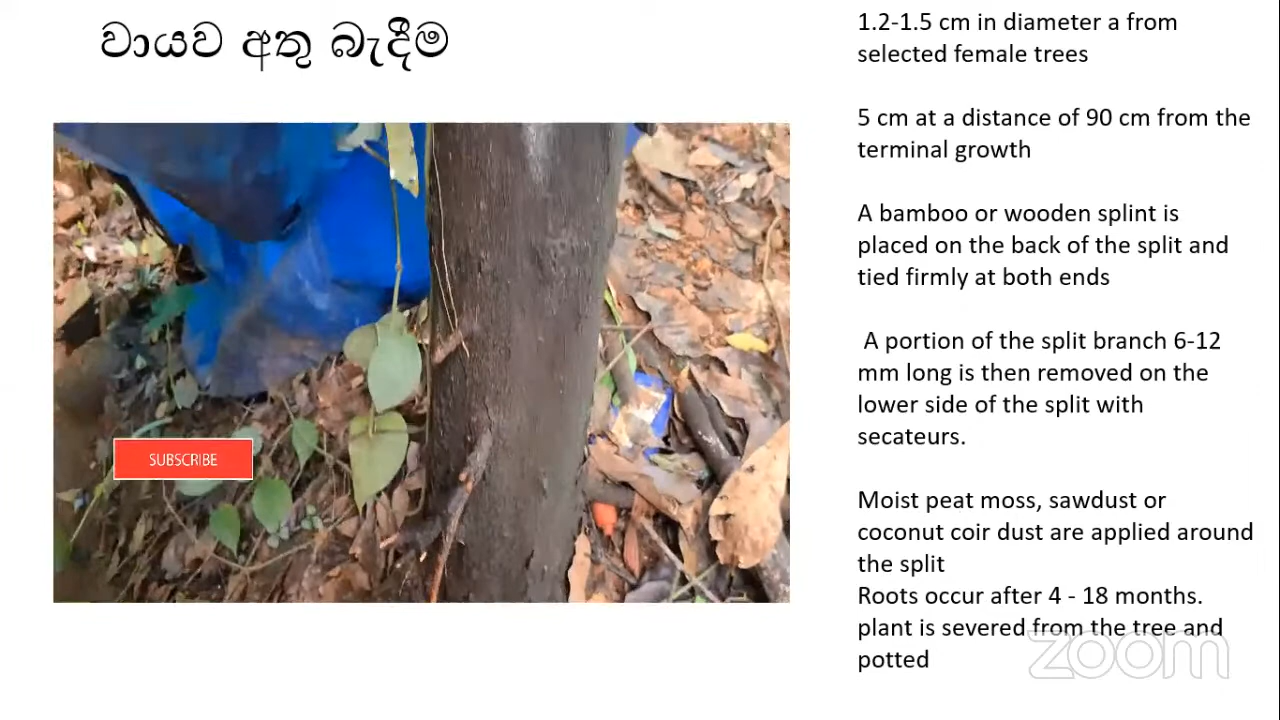 වායව අතු බැදීම
1.2-1.5 cm in diameter a from
selected female trees
5 cm at a distance of 90 cm from the
terminal growth
A bamboo or wooden splint is
placed on the back of the split and
tied firmly at both ends
A portion of the split branch 6-12
mm long is then removed on the
lower side of the split with
secateurs.
Moist peat moss, sawdust or
coconut coir dust are applied around
the split
Roots occur after 4 - 18 months.
plant is severed from the tree and
potted
SUBSCRIBE
zoom